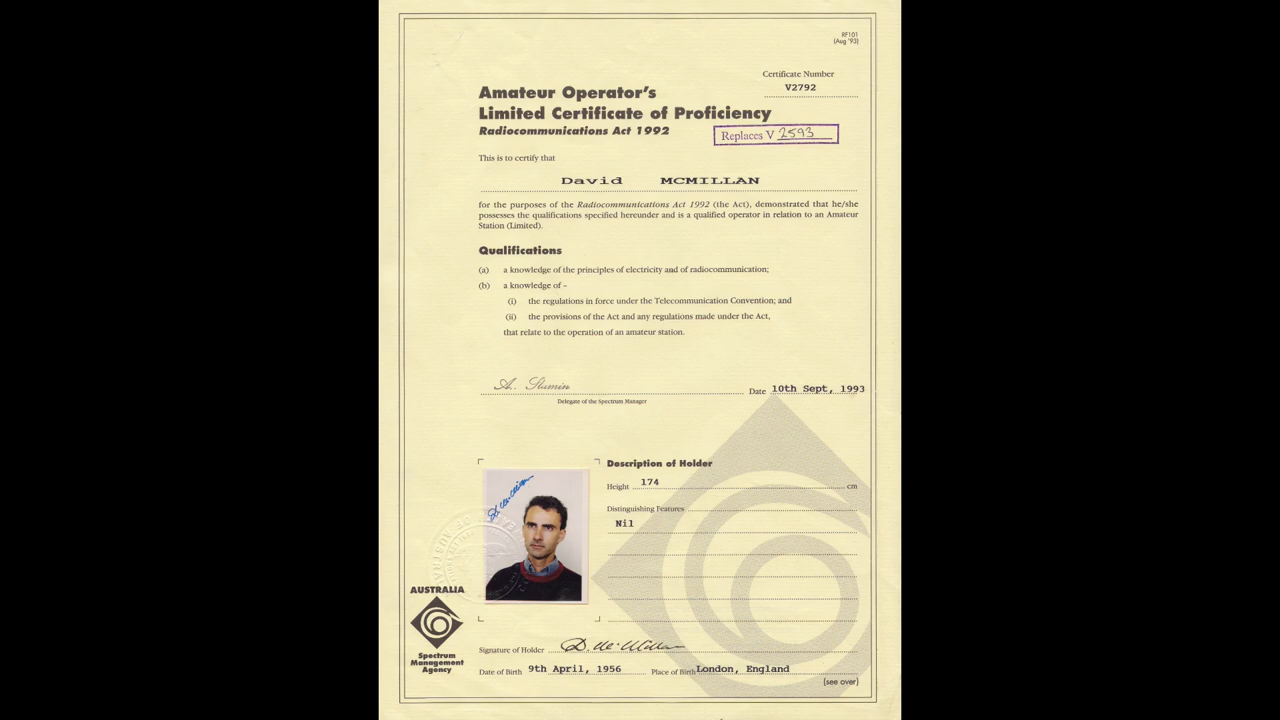 RF101
(Aug '93)
Certificate Number
V2792
Amateur Operator's
Limited Certificate of Proficiency
Radiocommunications Act 1992
Replaces V 2593
This is to certify that
David MCMILLAN
for the purposes of the Radiocommunications Act 1992 (the Act), demonstrated that he/she
possesses the qualifications specified hereunder and is a qualified operator in relation to an Amateur
Station (Limited).
Qualifications
(a) a knowledge of the principles of electricity and of radiocommunication;
(b) a knowledge of –
(i) the regulations in force under the Telecommunication Convention; and
(ii) the provisions of the Act and any regulations made under the Act,
that relate to the operation of an amateur station.
Date 10th Sept, 1993
Delegate of the Spectrum Manager
Description of Holder
Height 174 cm
Distinguishing Features
Nil
AUSTRALIA
Spectrum
Management
Agency
Signature of Holder D. McMillan
Date of Birth 9th April, 1956 Place of Birth London, England
(see over)